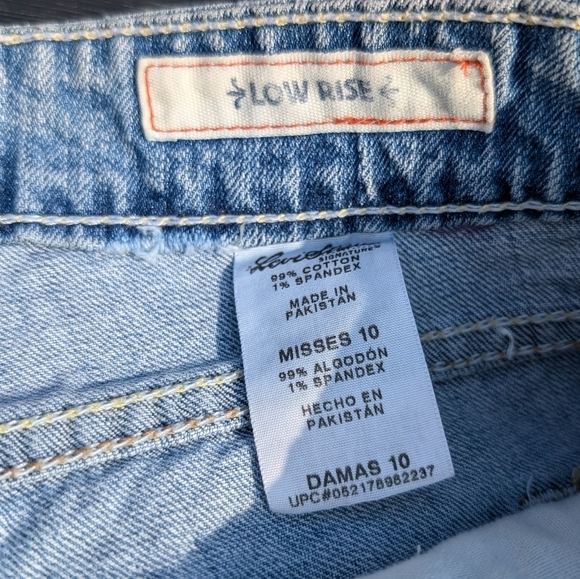 LOW RISE
SIGNATURE
99% COTTON
1% SPANDEX
MADE IN
PAKISTAN
MISSES 10
99% ALGODÓN
1% SPANDEX
HECHO EN
PAKISTÁN
DAMAS 10
UPC#052178982237